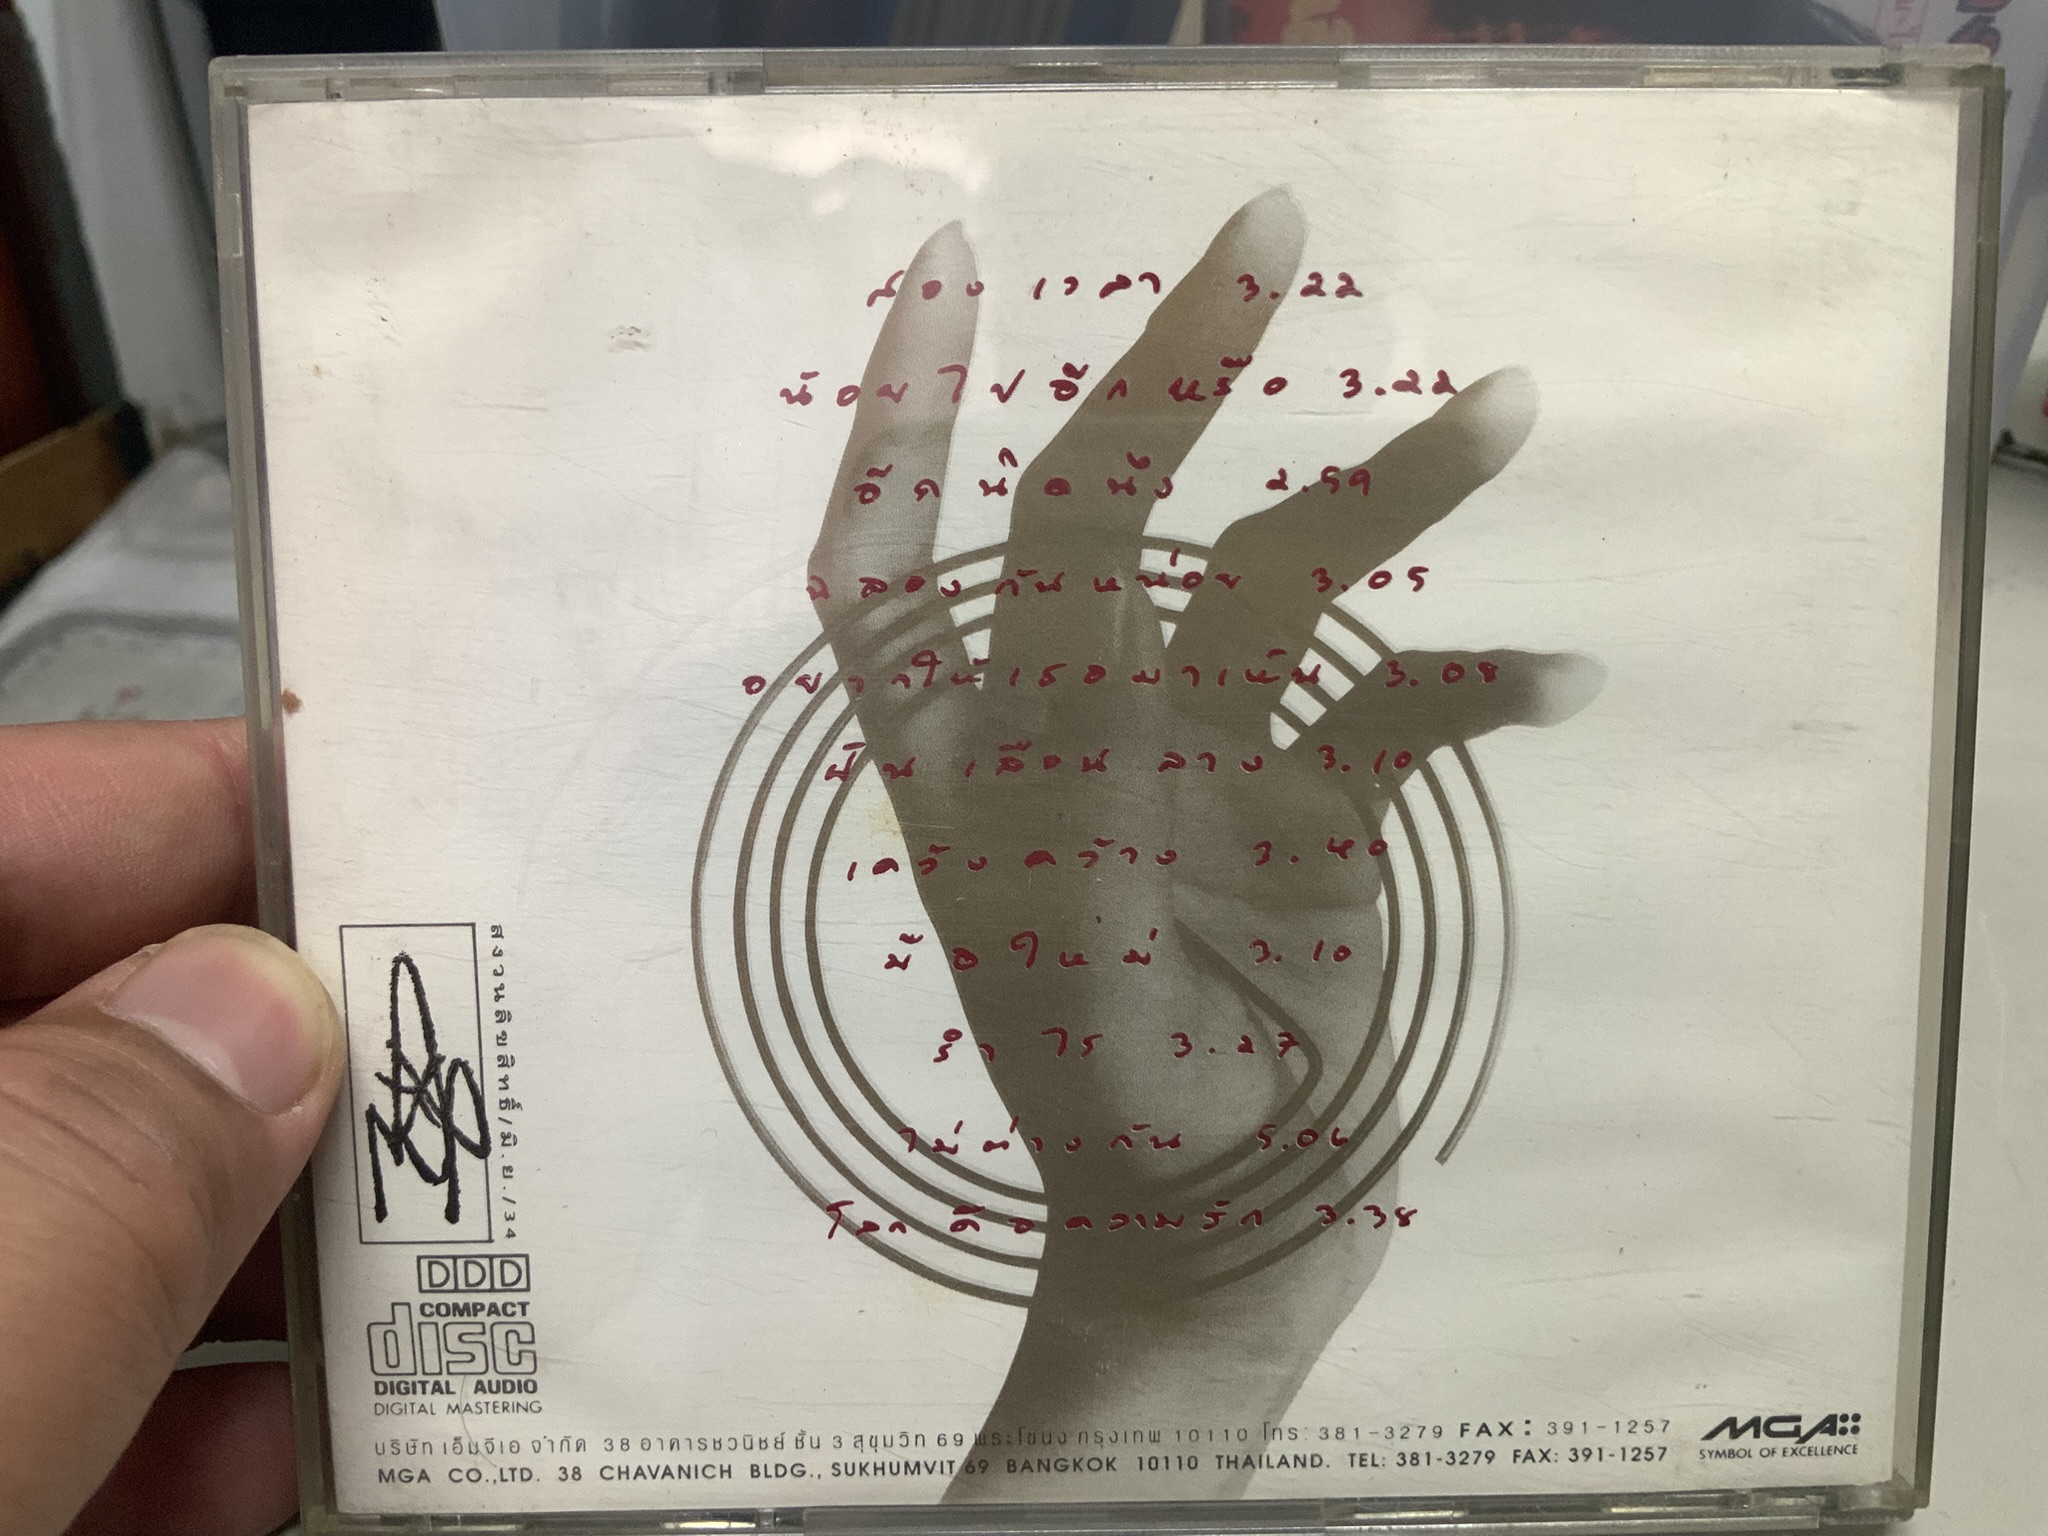 สองเวลา 3.22
น้อยไปอีกหรือ 3.22
อีกนิดนึง 2.59
ฉลองกันหน่อย 3.05
อยากให้เธอมาเห็น 3.08
ยิ้นเลือนลาง 3.10
เคว้งคว้าง 3.40
มือใหม่ 3.10
รำไร 3.27
ไม่ต่างกัน 5.06
โลกคือความรัก 3.38
สงวนลิขสิทธิ์/มิ.ย./34
DDD
COMPACT
disc
DIGITAL AUDIO
DIGITAL MASTERING
บริษัท เอ็มจีเอ จำกัด 38 อาคารชวนิชย์ ชั้น 3 สุขุมวิท 69 พระโขนง กรุงเทพ 10110 โทร: 381-3279 FAX: 391-1257
MGA CO.,LTD. 38 CHAVANICH BLDG., SUKHUMVIT 69 BANGKOK 10110 THAILAND. TEL: 381-3279 FAX: 391-1257
MGA
SYMBOL OF EXCELLENCE